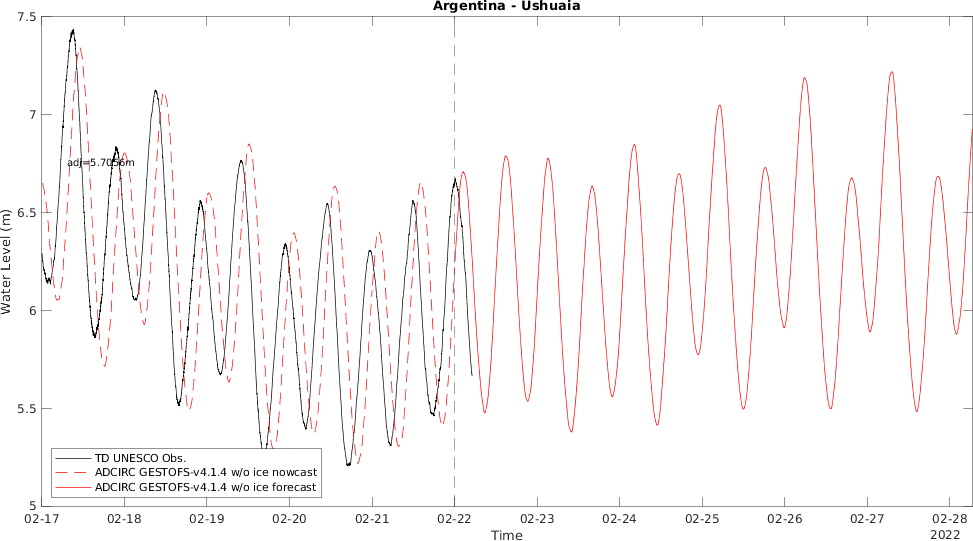 Argentina - Ushuaia
7.5
7
6.5
6
5.5
5
Water Level (m)
adj=5.7056m
TD UNESCO Obs.
ADCIRC GESTOFS-v4.1.4 w/o ice nowcast
ADCIRC GESTOFS-v4.1.4 w/o ice forecast
02-17 02-18 02-19 02-20 02-21 02-22 02-23 02-24 02-25 02-26 02-27 02-28
Time 2022